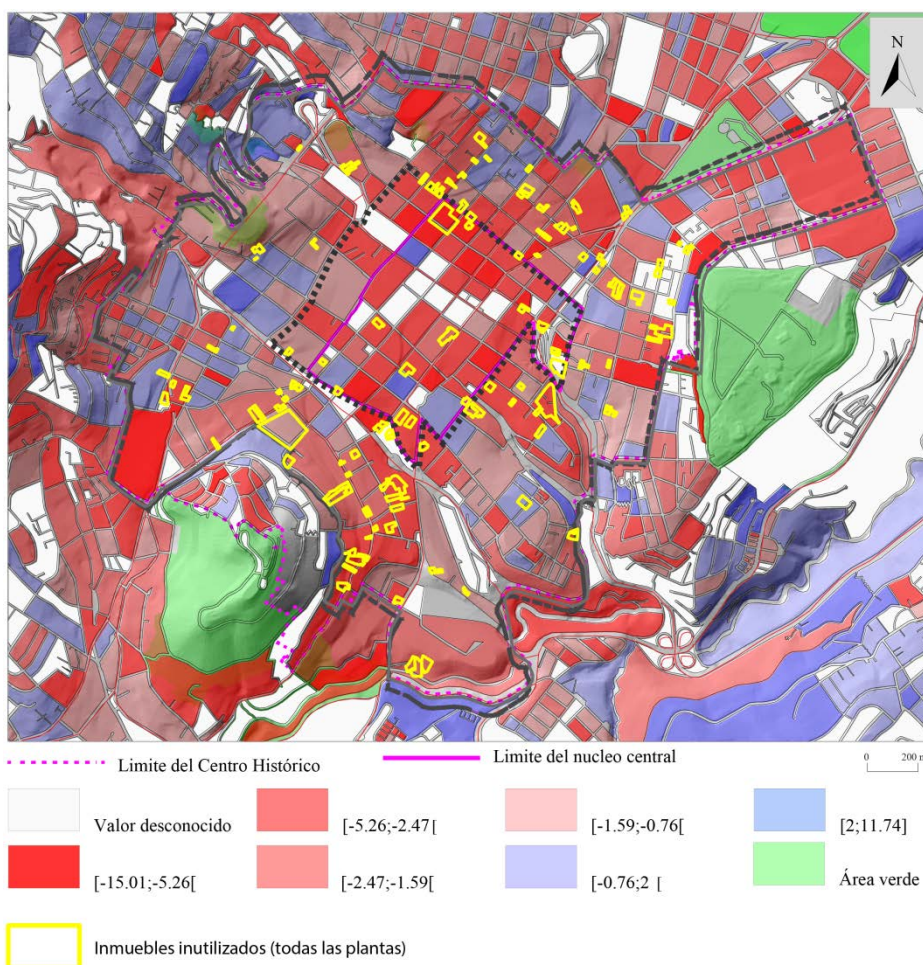 N
Limite del Centro Histórico
Limite del nucleo central
0 200 m
Valor desconocido
[-5.26;-2.47[
[-1.59;-0.76[
[2;11.74]
[-15.01;-5.26[
[-2.47;-1.59[
[-0.76;2 [
Área verde
Inmuebles inutilizados (todas las plantas)